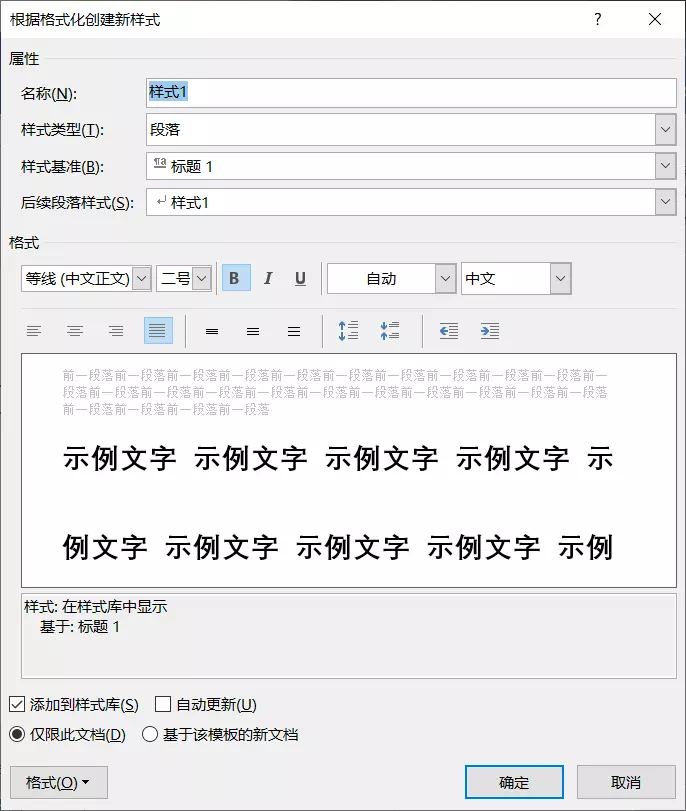 根据格式化创建新样式 ?
属性
名称(N): 样式1
样式类型(T): 段落
样式基准(B): ¶a 标题 1
后续段落样式(S): ↵ 样式1
格式
等线 (中文正文) 二号 B I U 自动 中文
前一段落前一段落前一段落前一段落前一段落前一段落前一段落前一段落前一段落前一段落前一
段落前一段落前一段落前一段落前一段落前一段落前一段落前一段落前一段落前一段落前一段落
前一段落前一段落前一段落前一段落
示例文字 示例文字 示例文字 示例文字 示
例文字 示例文字 示例文字 示例文字 示例
样式: 在样式库中显示
基于: 标题 1
添加到样式库(S) 自动更新(U)
仅限此文档(D) 基于该模板的新文档
格式(O) 确定 取消